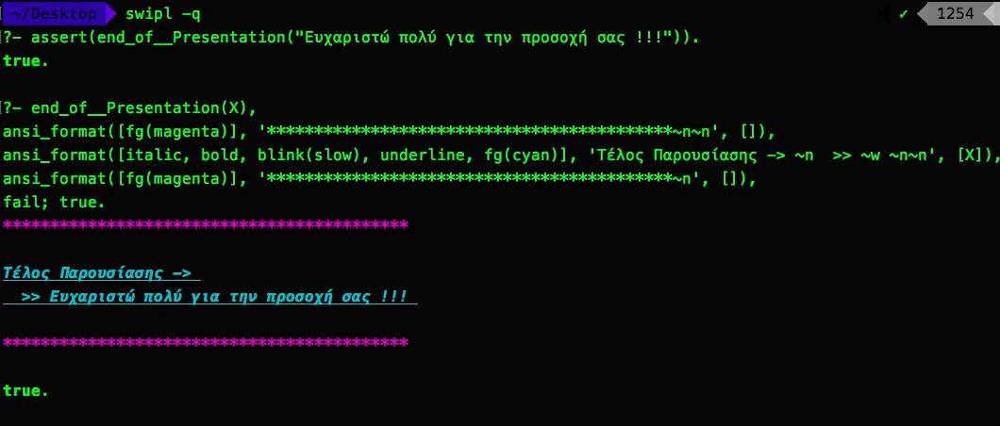 ~/Desktop swipl -q ✓ 1254
?- assert(end_of__Presentation("Ευχαριστώ πολύ για την προσοχή σας !!!")).
true.
?- end_of__Presentation(X),
ansi_format([fg(magenta)], '*******************************************~n~n', []),
ansi_format([italic, bold, blink(slow), underline, fg(cyan)], 'Τέλος Παρουσίασης -> ~n  >> ~w ~n~n', [X]),
ansi_format([fg(magenta)], '*******************************************~n', []),
fail; true.
*******************************************
Τέλος Παρουσίασης ->
  >> Ευχαριστώ πολύ για την προσοχή σας !!!
*******************************************
true.